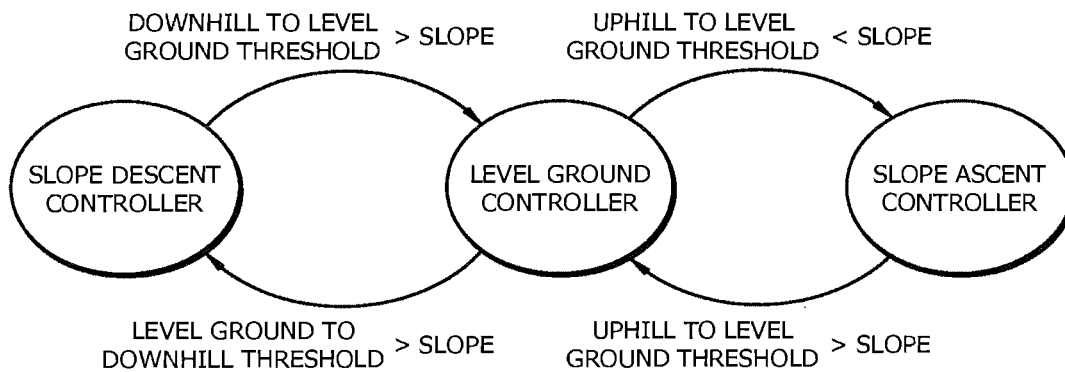 DOWNHILL TO LEVEL
GROUND THRESHOLD > SLOPE
UPHILL TO LEVEL
GROUND THRESHOLD < SLOPE
SLOPE DESCENT
CONTROLLER
LEVEL GROUND
CONTROLLER
SLOPE ASCENT
CONTROLLER
LEVEL GROUND TO
DOWNHILL THRESHOLD > SLOPE
UPHILL TO LEVEL
GROUND THRESHOLD > SLOPE